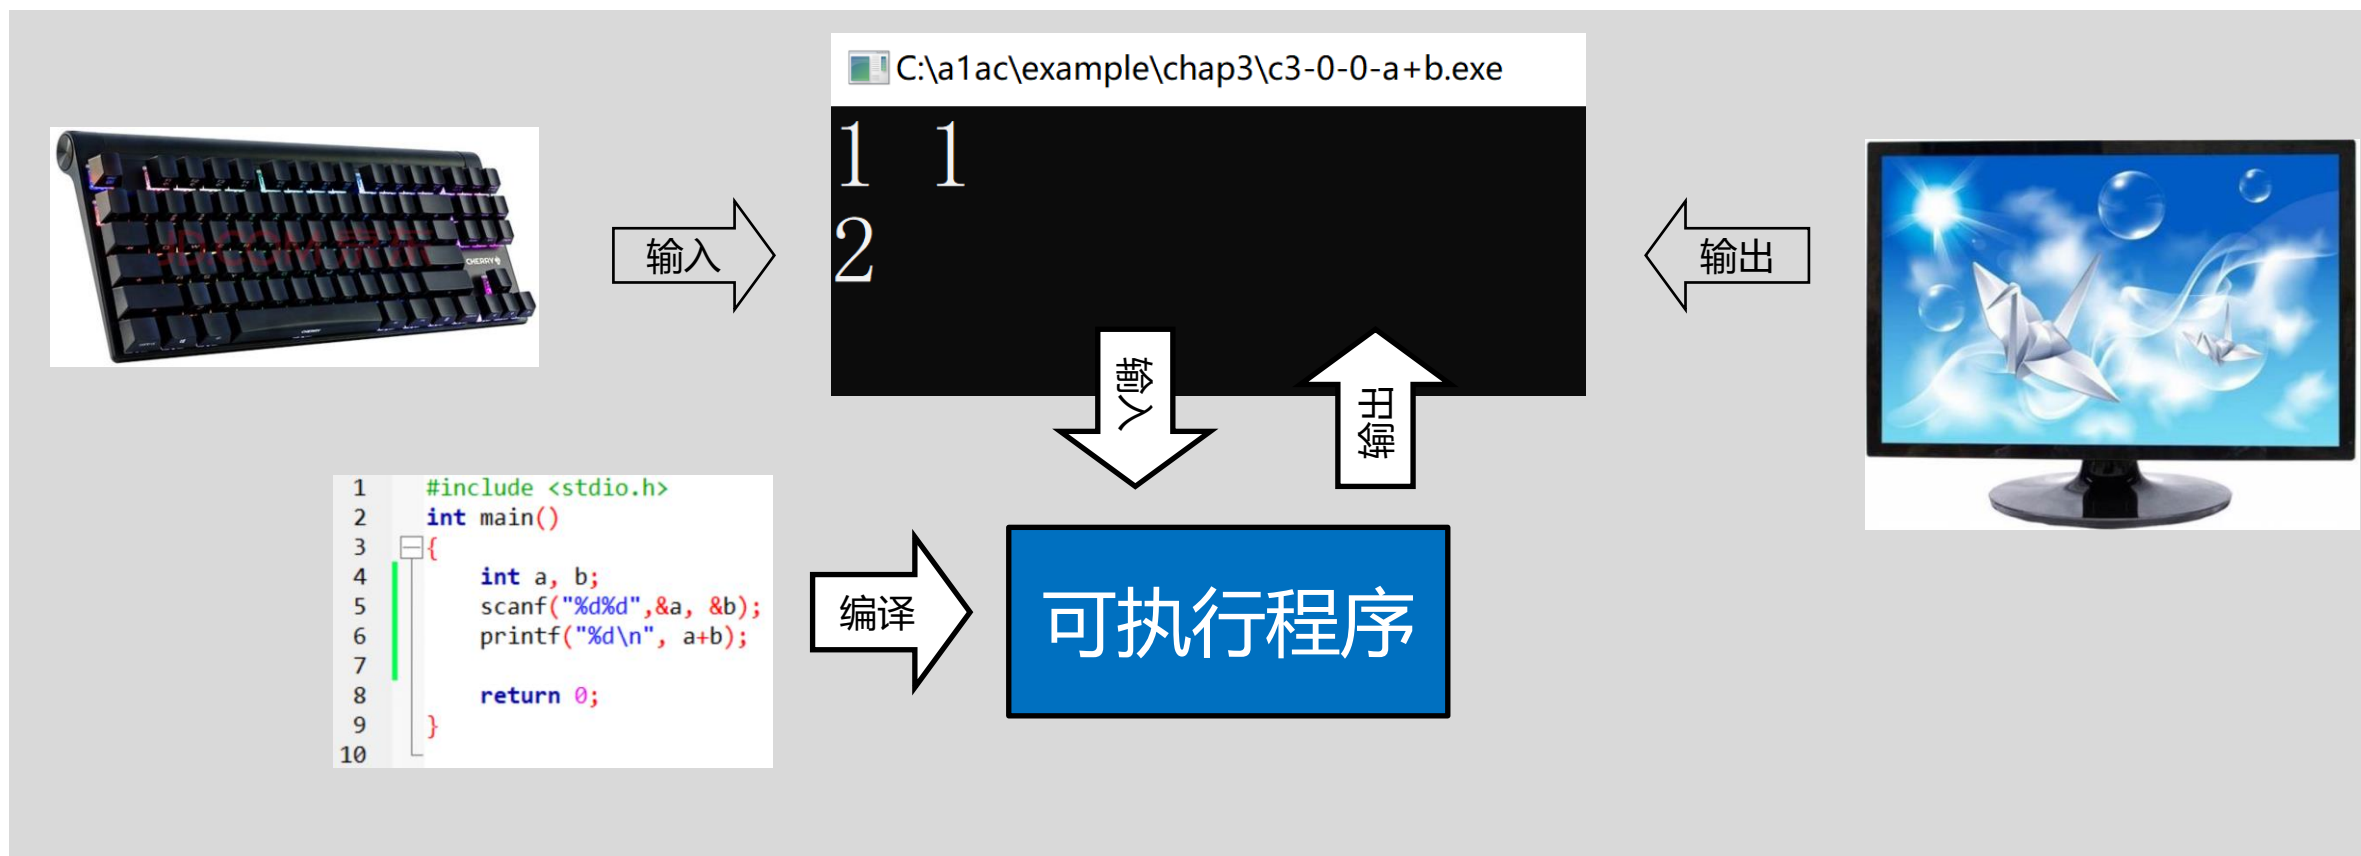 C:\a1ac\example\chap3\c3-0-0-a+b.exe
1 1
2
CHERRY
输入
输出
输入
输出
1 #include <stdio.h>
2 int main()
3 {
4 int a, b;
5 scanf("%d%d",&a, &b);
6 printf("%d\n", a+b);
7
8 return 0;
9 }
10
编译
可执行程序